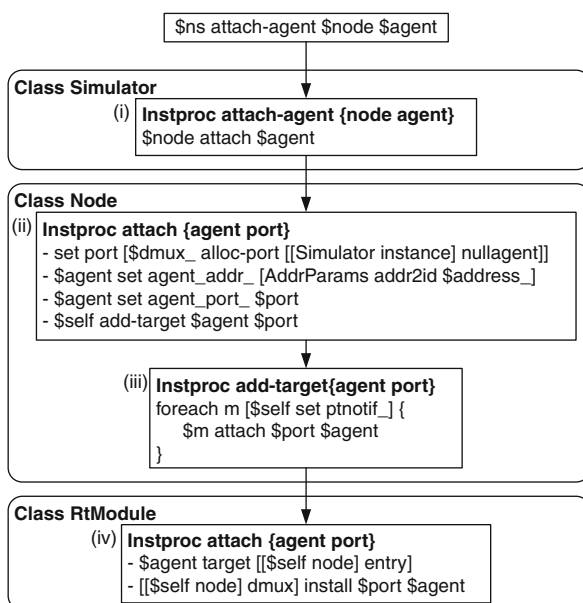 $ns attach-agent $node $agent
Class Simulator
(i)
Instproc attach-agent {node agent}
$node attach $agent
Class Node
(ii)
Instproc attach {agent port}
- set port [$dmux_ alloc-port [[Simulator instance] nullagent]]
- $agent set agent_addr_ [AddrParams addr2id $address_]
- $agent set agent_port_ $port
- $self add-target $agent $port
(iii)
Instproc add-target{agent port}
foreach m [$self set ptnotif_] {
$m attach $port $agent
}
Class RtModule
(iv)
Instproc attach {agent port}
- $agent target [[$self node] entry]
- [[$self node] dmux] install $port $agent